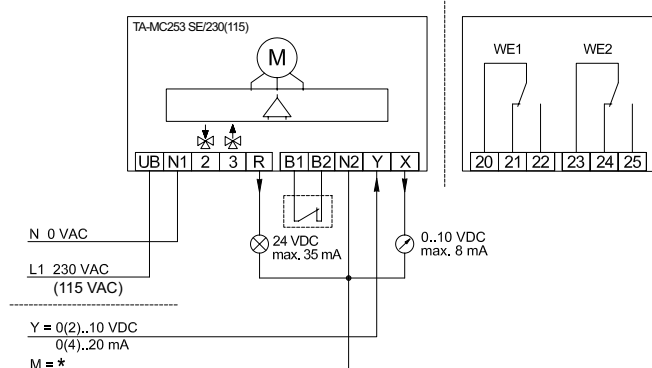 TA-MC253 SE/230(115)
M
UB N1 2 3 R B1 B2 N2 Y X
WE1 WE2
20 21 22 23 24 25
N 0 VAC
24 VDC
max. 35 mA
0..10 VDC
max. 8 mA
L1 230 VAC
(115 VAC)
Y = 0(2)..10 VDC
0(4)..20 mA
M = *